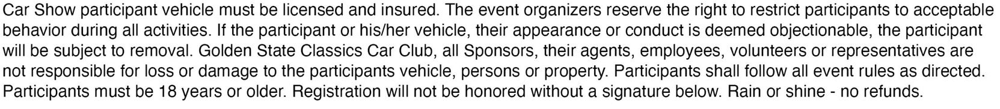 Car Show participant vehicle must be licensed and insured. The event organizers reserve the right to restrict participants to acceptable
behavior during all activities. If the participant or his/her vehicle, their appearance or conduct is deemed objectionable, the participant
will be subject to removal. Golden State Classics Car Club, all Sponsors, their agents, employees, volunteers or representatives are
not responsible for loss or damage to the participants vehicle, persons or property. Participants shall follow all event rules as directed.
Participants must be 18 years or older. Registration will not be honored without a signature below. Rain or shine - no refunds.